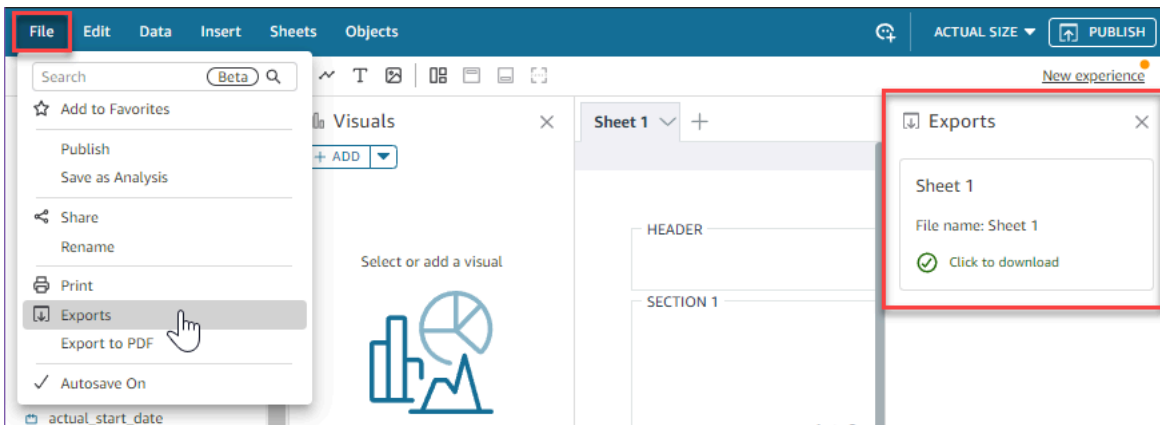 File Edit Data Insert Sheets Objects
ACTUAL SIZE PUBLISH
Search Beta
New experience
Add to Favorites
Publish
Save as Analysis
Share
Rename
Print
Exports
Export to PDF
Autosave On
actual_start_date
Visuals
+ ADD
Select or add a visual
Sheet 1
HEADER
SECTION 1
Exports
Sheet 1
File name: Sheet 1
Click to download